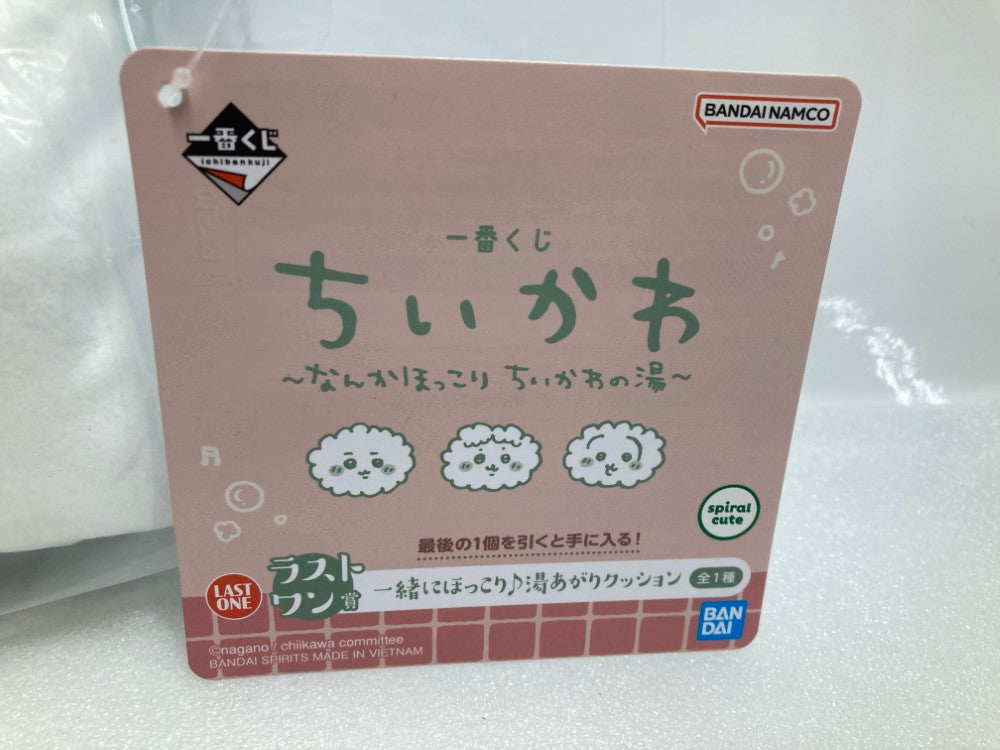 一番くじ
ichibankuji
BANDAI NAMCO
一番くじ
ちいかわ
~なんかほっこり ちいかわの湯~
spiral
cute
最後の1個を引くと手に入る!
LAST
ONE
ラスト
ワン賞
一緒にほっこり♪湯あがりクッション 全1種
BAN
DAI
©nagano / chiikawa committee
BANDAI SPIRITS MADE IN VIETNAM